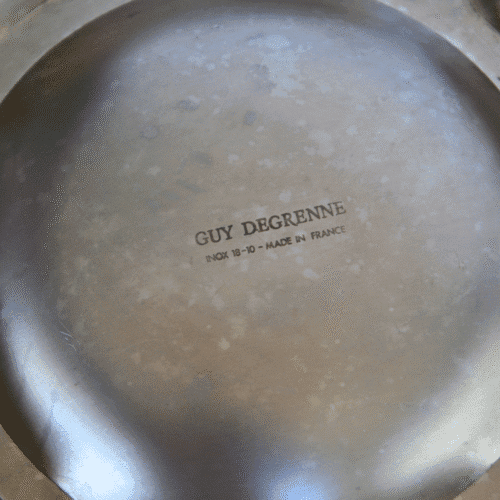 GUY DEGRENNE
INOX 18-10 - MADE IN FRANCE